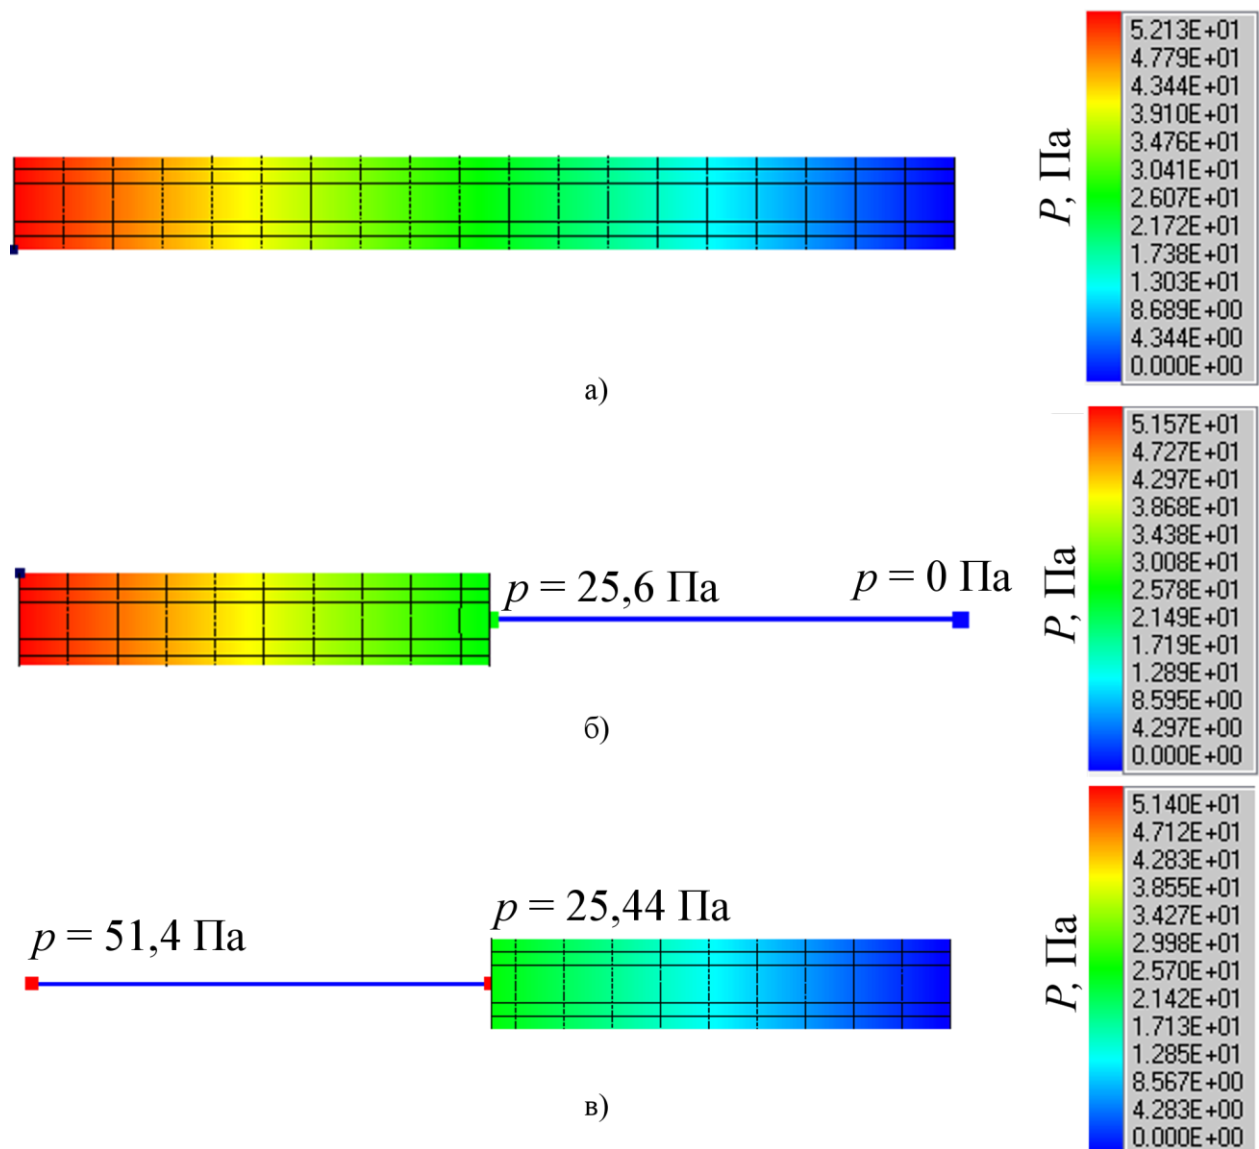 5.213E+01
4.779E+01
4.344E+01
3.910E+01
3.476E+01
3.041E+01
2.607E+01
2.172E+01
1.738E+01
1.303E+01
8.689E+00
4.344E+00
0.000E+00
P, Па
а)
5.157E+01
4.727E+01
4.297E+01
3.868E+01
3.438E+01
3.008E+01
2.578E+01
2.149E+01
1.719E+01
1.289E+01
8.595E+00
4.297E+00
0.000E+00
P, Па
p = 25,6 Па
p = 0 Па
б)
5.140E+01
4.712E+01
4.283E+01
3.855E+01
3.427E+01
2.998E+01
2.570E+01
2.142E+01
1.713E+01
1.285E+01
8.567E+00
4.283E+00
0.000E+00
P, Па
p = 51,4 Па
p = 25,44 Па
в)